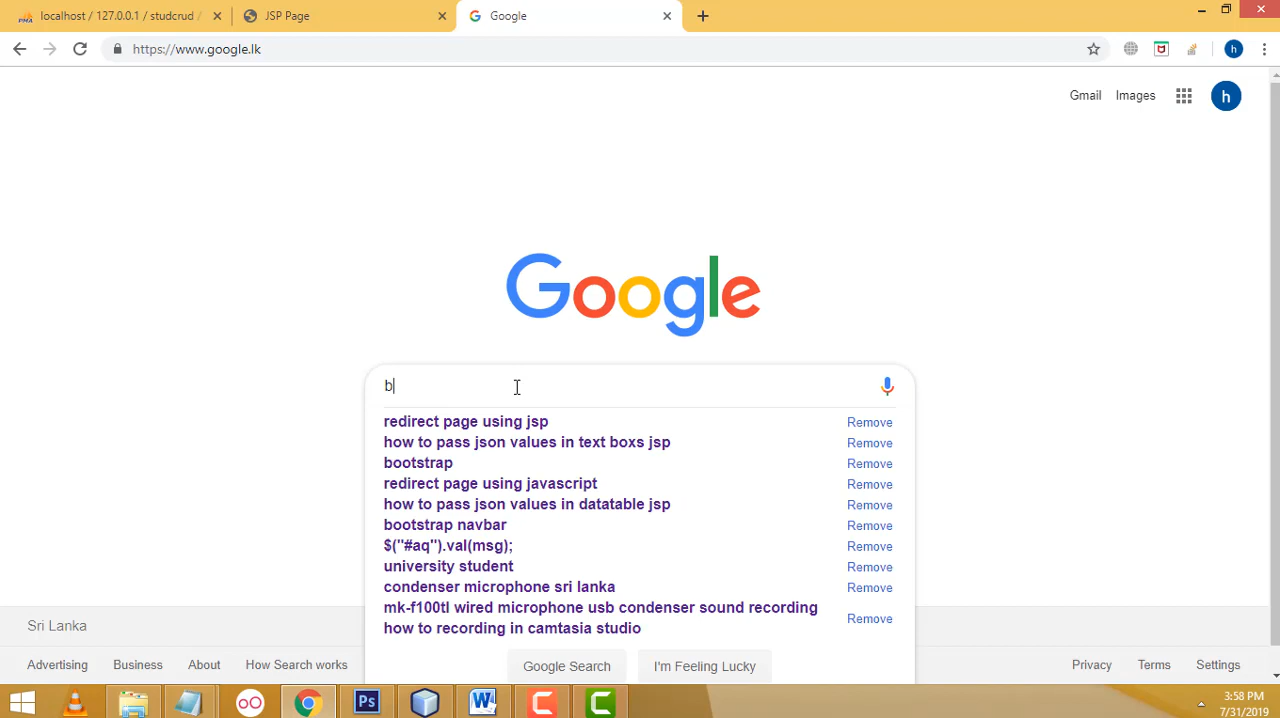 localhost / 127.0.0.1 / studcrud /
JSP Page
Google
https://www.google.lk
h
Gmail
Images
h
Google
b
redirect page using jsp
Remove
how to pass json values in text boxs jsp
Remove
bootstrap
Remove
redirect page using javascript
Remove
how to pass json values in datatable jsp
Remove
bootstrap navbar
Remove
$("#aq").val(msg);
Remove
university student
Remove
condenser microphone sri lanka
Remove
mk-f100tl wired microphone usb condenser sound recording
Remove
how to recording in camtasia studio
Google Search
I'm Feeling Lucky
Sri Lanka
Advertising
Business
About
How Search works
Privacy
Terms
Settings
Ps
W
C
C
3:58 PM
7/31/2019